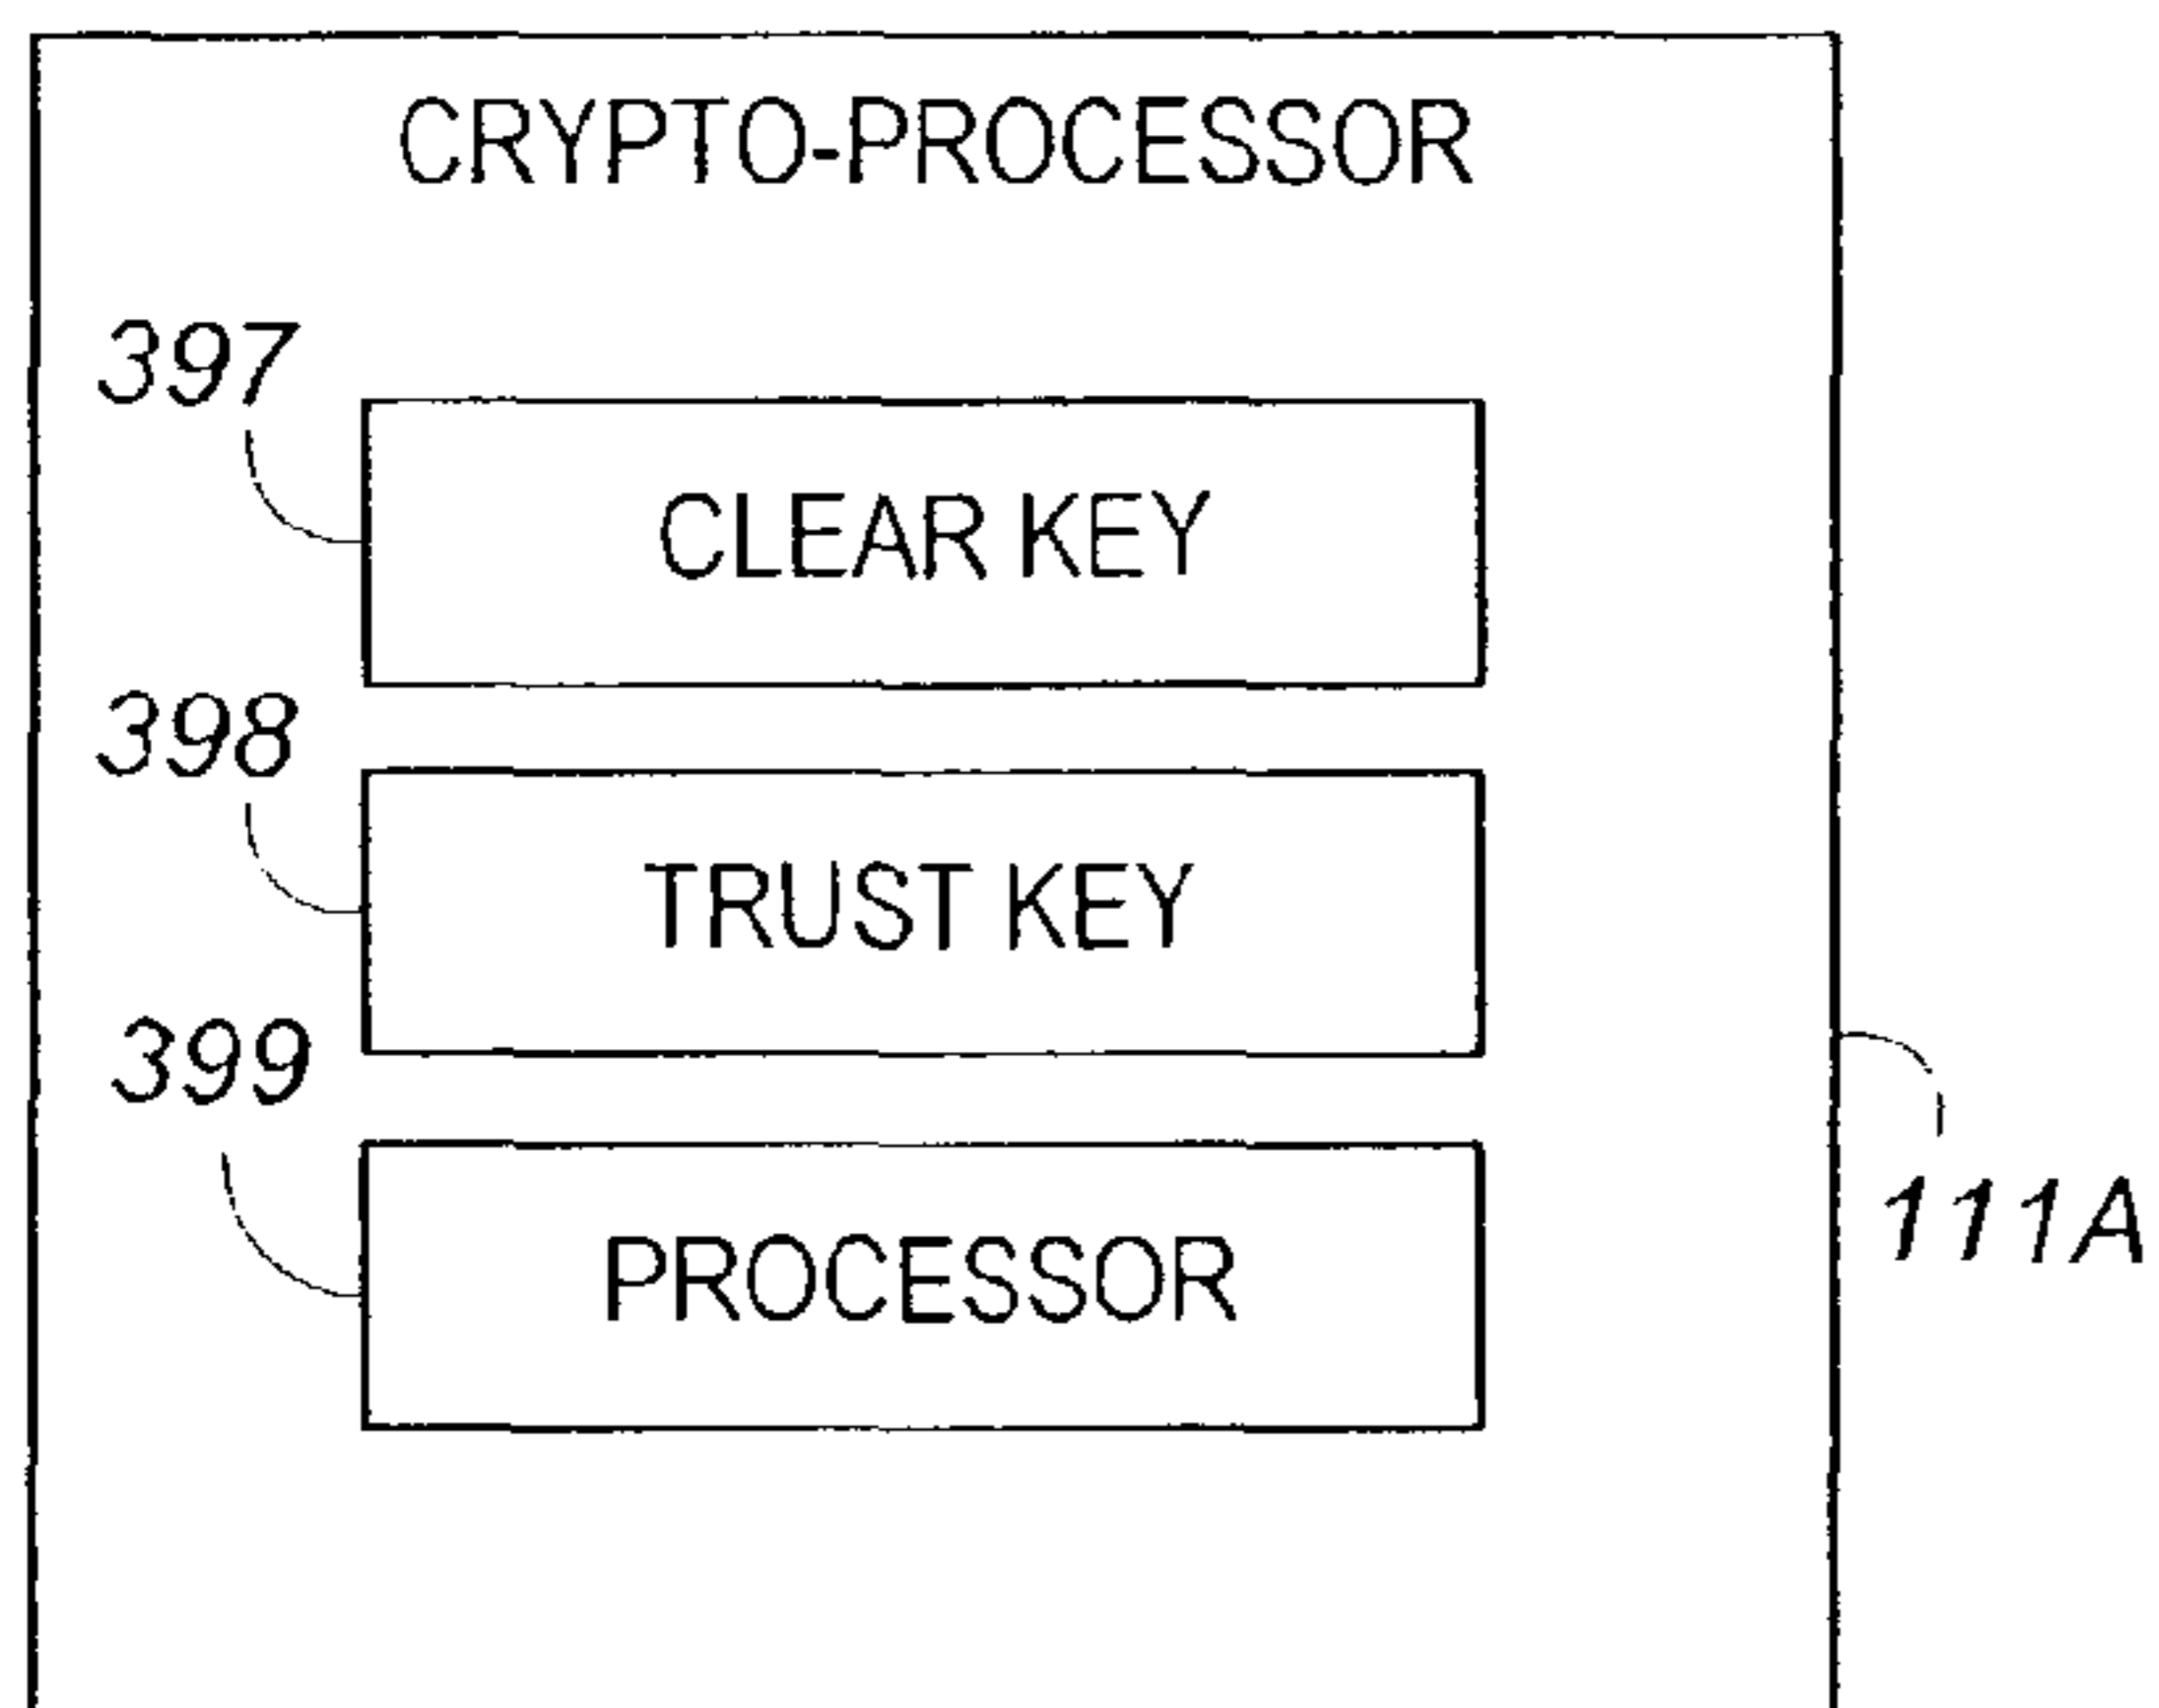 CRYPTO-PROCESSOR
397
CLEAR KEY
398
TRUST KEY
399
PROCESSOR
111A